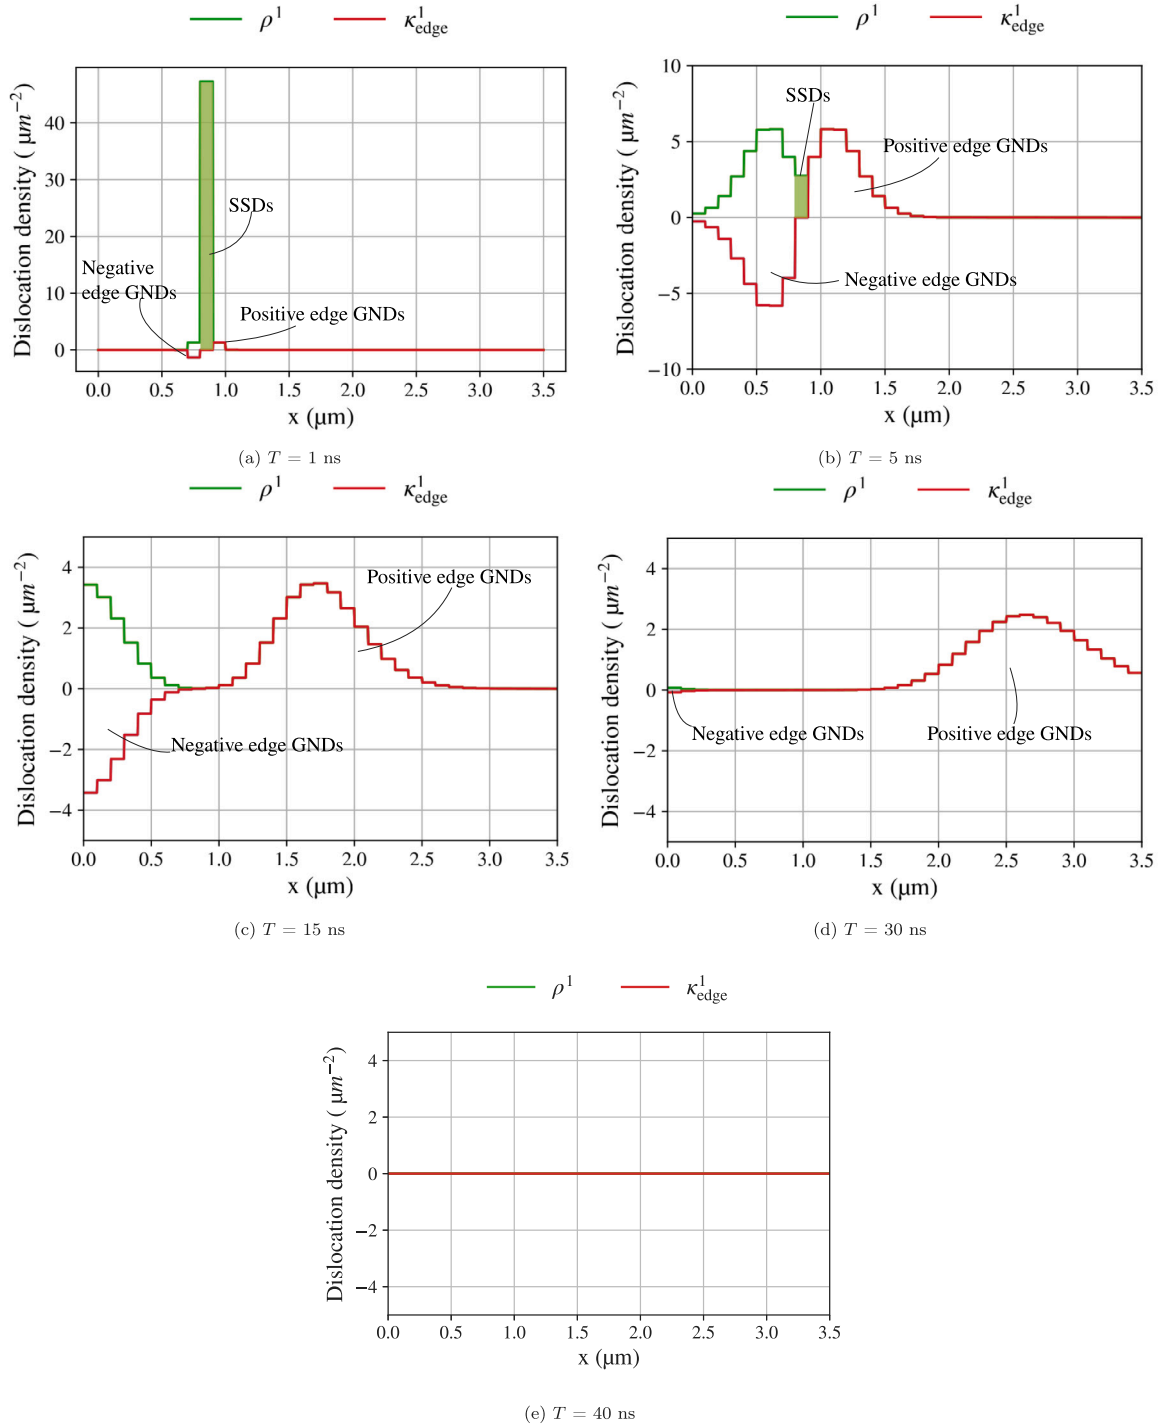 ρ¹ κ¹edge
Dislocation density ( μm⁻²)
40
30
20
10
0
SSDs
Negative
edge GNDs
Positive edge GNDs
0.0 0.5 1.0 1.5 2.0 2.5 3.0 3.5
x (μm)
(a) T = 1 ns
ρ¹ κ¹edge
Dislocation density ( μm⁻²)
10
5
0
−5
−10
SSDs
Positive edge GNDs
Negative edge GNDs
0.0 0.5 1.0 1.5 2.0 2.5 3.0 3.5
x (μm)
(b) T = 5 ns
ρ¹ κ¹edge
Dislocation density ( μm⁻²)
4
2
0
−2
−4
Positive edge GNDs
Negative edge GNDs
0.0 0.5 1.0 1.5 2.0 2.5 3.0 3.5
x (μm)
(c) T = 15 ns
ρ¹ κ¹edge
Dislocation density ( μm⁻²)
4
2
0
−2
−4
Negative edge GNDs Positive edge GNDs
0.0 0.5 1.0 1.5 2.0 2.5 3.0 3.5
x (μm)
(d) T = 30 ns
ρ¹ κ¹edge
Dislocation density ( μm⁻²)
4
2
0
−2
−4
0.0 0.5 1.0 1.5 2.0 2.5 3.0 3.5
x (μm)
(e) T = 40 ns